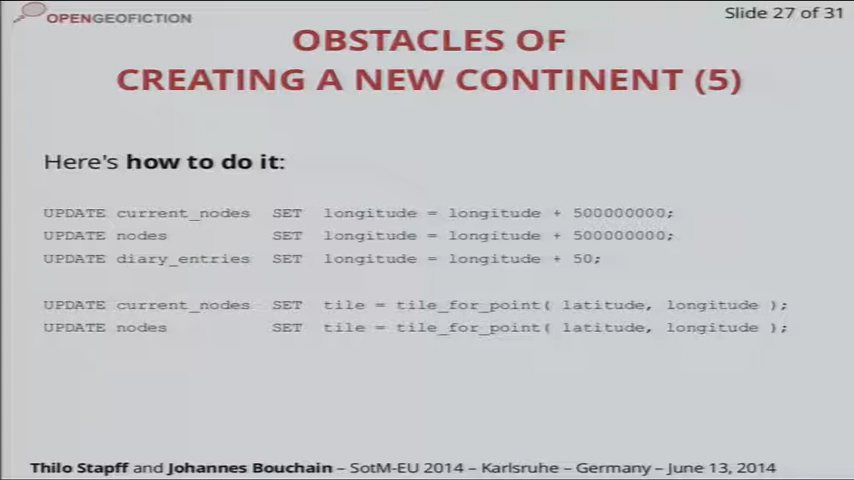 OPENGEOFICTION
Slide 27 of 31
OBSTACLES OF
CREATING A NEW CONTINENT (5)
Here's how to do it:
UPDATE current_nodes SET longitude = longitude + 500000000;
UPDATE nodes SET longitude = longitude + 500000000;
UPDATE diary_entries SET longitude = longitude + 50;
UPDATE current_nodes SET tile = tile_for_point( latitude, longitude );
UPDATE nodes SET tile = tile_for_point( latitude, longitude );
Thilo Stapff and Johannes Bouchain – SotM-EU 2014 – Karlsruhe – Germany – June 13, 2014